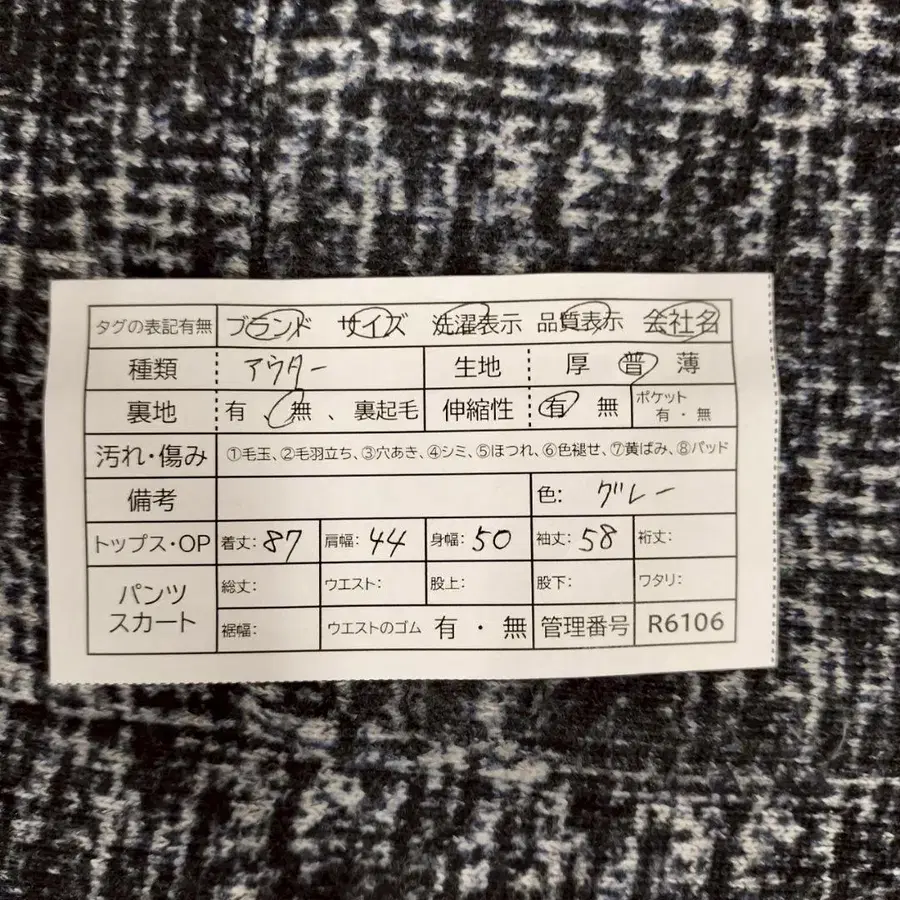 タグの表記有無 ブランド サイズ 洗濯表示 品質表示 会社名
種類 アウター 生地 厚 普 薄
裏地 有、無、裏起毛 伸縮性 有 無 ポケット 有・無
汚れ・傷み ①毛玉、②毛羽立ち、③穴あき、④シミ、⑤ほつれ、⑥色褪せ、⑦黄ばみ、⑧パッド
備考 色: グレー
トップス・OP 着丈: 87 肩幅: 44 身幅: 50 袖丈: 58 裄丈:
パンツ スカート 総丈: ウエスト: 股上: 股下: ワタリ:
裾幅: ウエストのゴム 有・無 管理番号 R6106